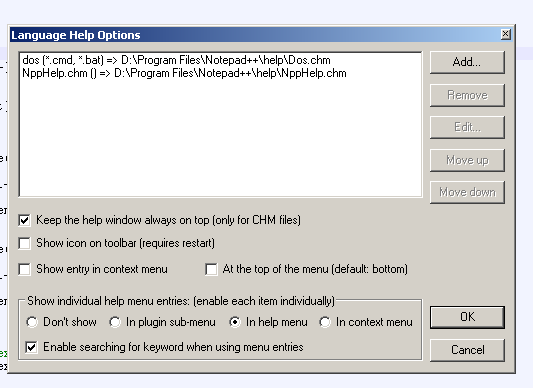 Language Help Options
dos (*.cmd, *.bat) => D:\Program Files\Notepad++\help\Dos.chm
NppHelp.chm () => D:\Program Files\Notepad++\help\NppHelp.chm
Add...
Remove
Edit...
Move up
Move down
Keep the help window always on top (only for CHM files)
Show icon on toolbar (requires restart)
Show entry in context menu
At the top of the menu (default: bottom)
Show individual help menu entries: (enable each item individually)
Don't show
In plugin sub-menu
In help menu
In context menu
Enable searching for keyword when using menu entries
OK
Cancel